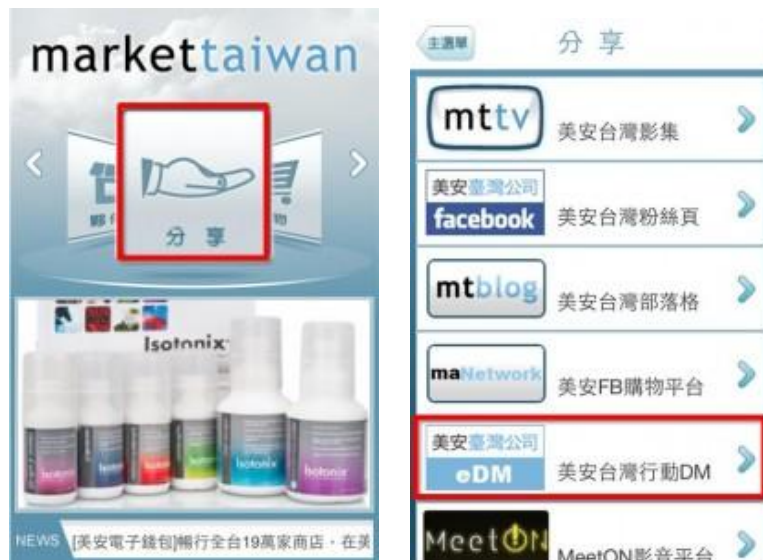 markettaiwan
分享
Isotonix
Isotonix
Isotonix
NEWS [美安電子錢包]暢行全台19萬家商店，在美
主選單
分享
mttv
美安台灣影集
美安臺灣公司
facebook
美安台灣粉絲頁
mtblog
美安台灣部落格
maNetwork
美安FB購物平台
美安臺灣公司
eDM
美安台灣行動DM
MeetON
MeetON影音平台